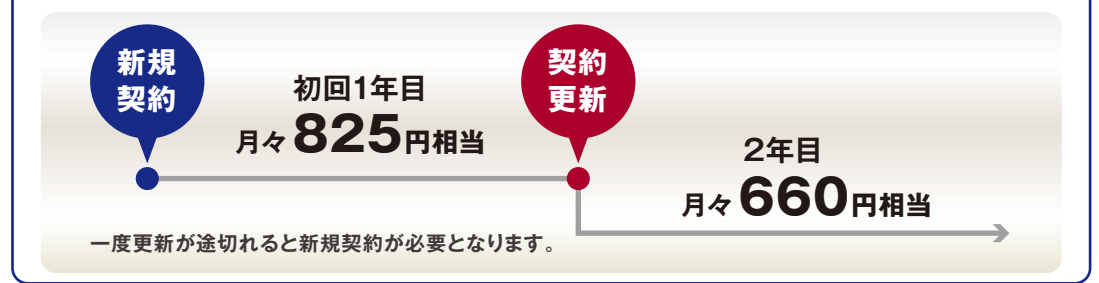 新規
契約
初回1年目
月々825円相当
契約
更新
2年目
月々660円相当
一度更新が途切れると新規契約が必要となります。